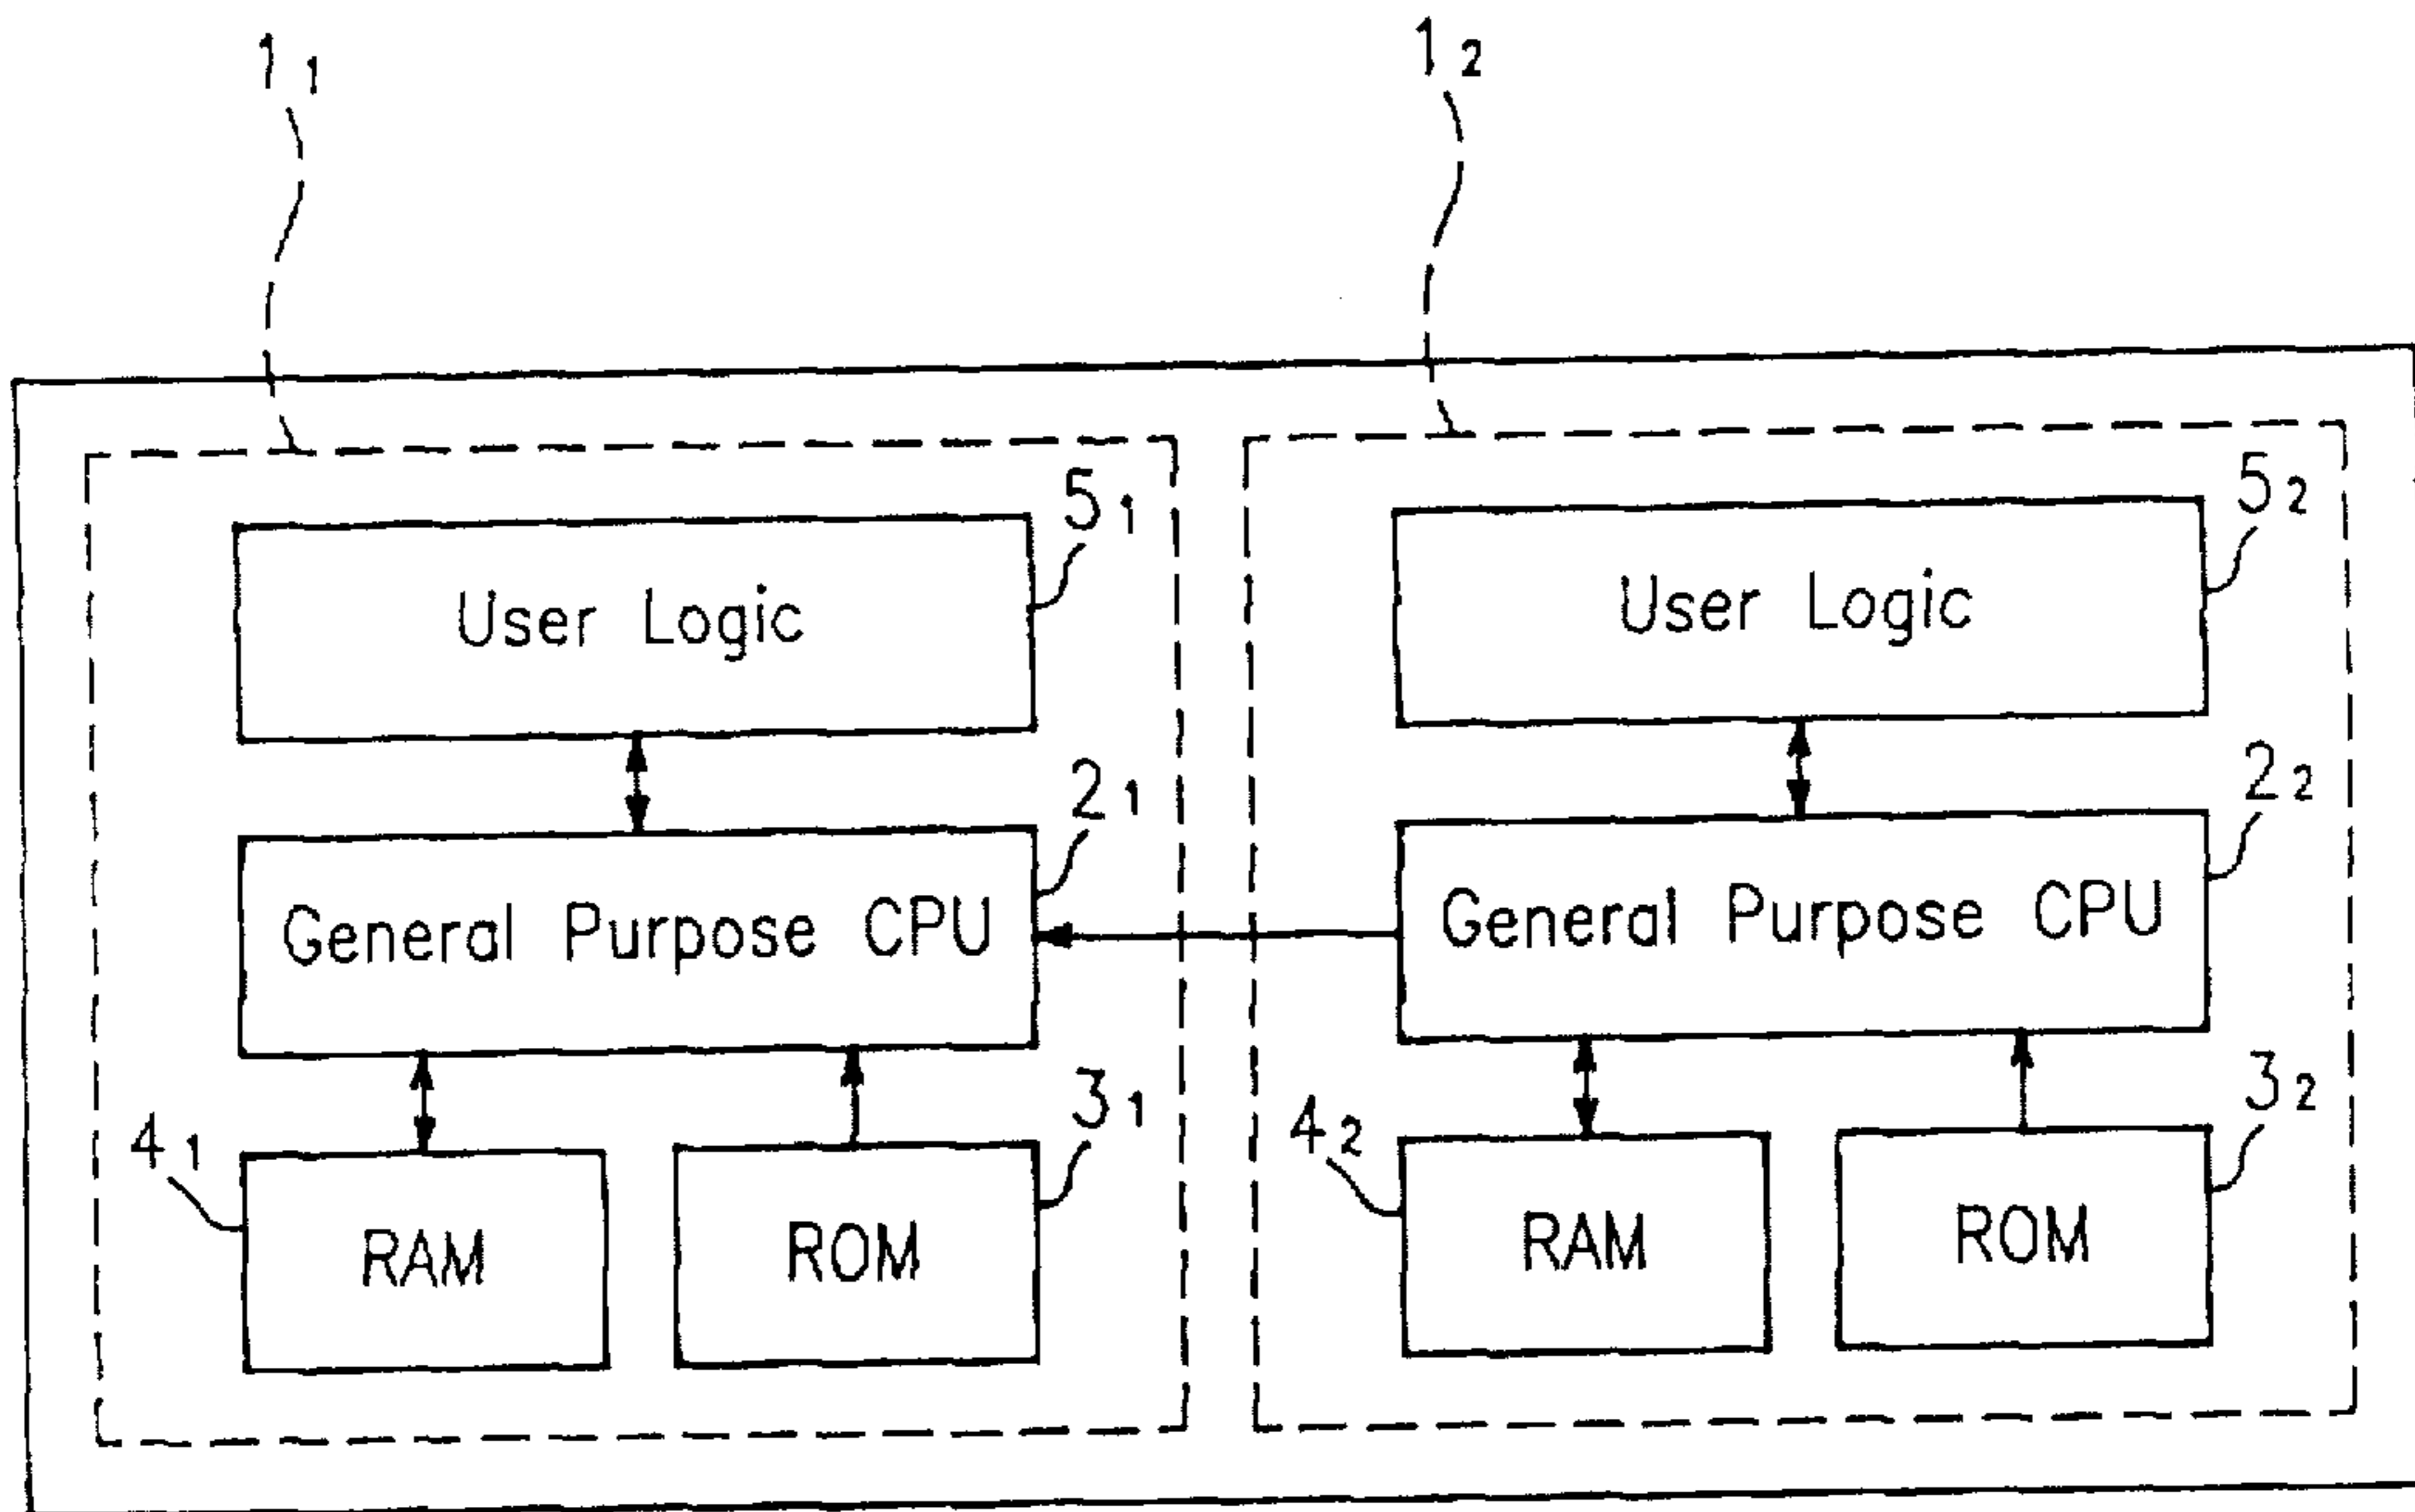 1₁ 1₂
5₁ 5₂
User Logic User Logic
2₁ 2₂
General Purpose CPU General Purpose CPU
3₁ 3₂
4₁ 4₂
RAM ROM RAM ROM